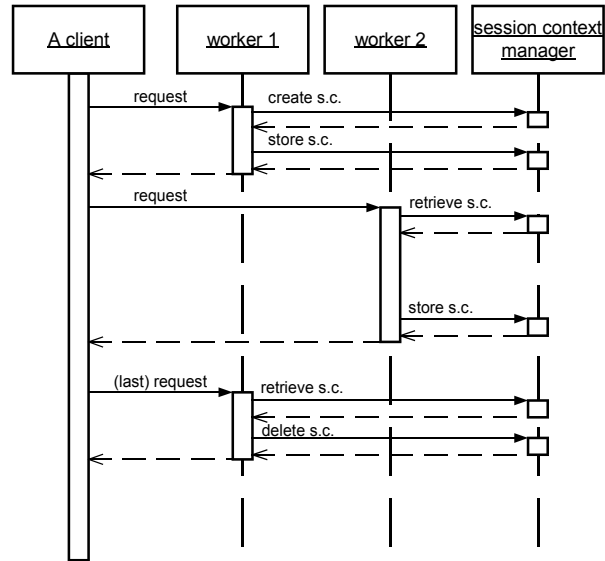 A client
worker 1
worker 2
session context
manager
request
create s.c.
store s.c.
request
retrieve s.c.
store s.c.
(last) request
retrieve s.c.
delete s.c.